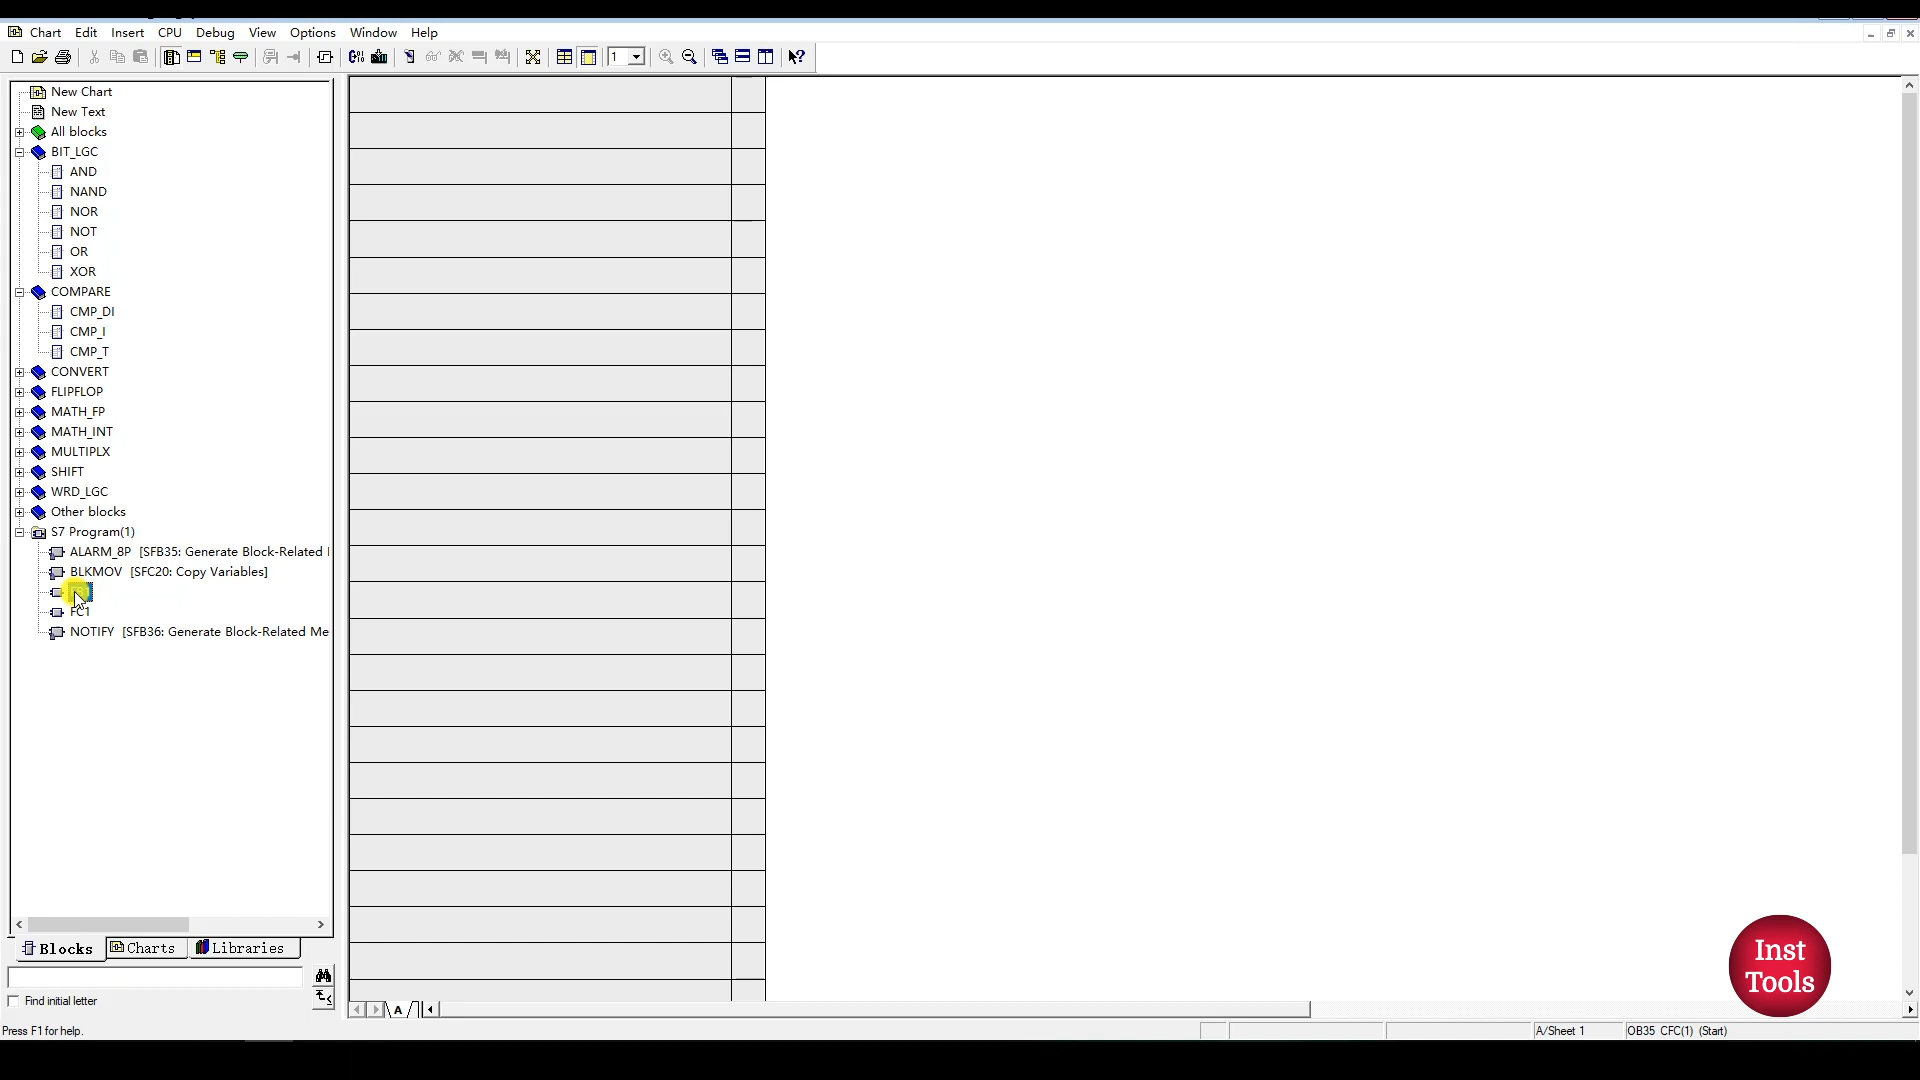 Chart Edit Insert CPU Debug View Options Window Help
1
New Chart
New Text
All blocks
BIT_LGC
AND
NAND
NOR
NOT
OR
XOR
COMPARE
CMP_DI
CMP_I
CMP_T
CONVERT
FLIPFLOP
MATH_FP
MATH_INT
MULTIPLX
SHIFT
WRD_LGC
Other blocks
S7 Program(1)
ALARM_8P [SFB35: Generate Block-Related
BLKMOV [SFC20: Copy Variables]
FC1
NOTIFY [SFB36: Generate Block-Related Me
Blocks Charts Libraries
Find initial letter
A
Press F1 for help.
A/Sheet 1
OB35 CFC(1) (Start)
Inst
Tools